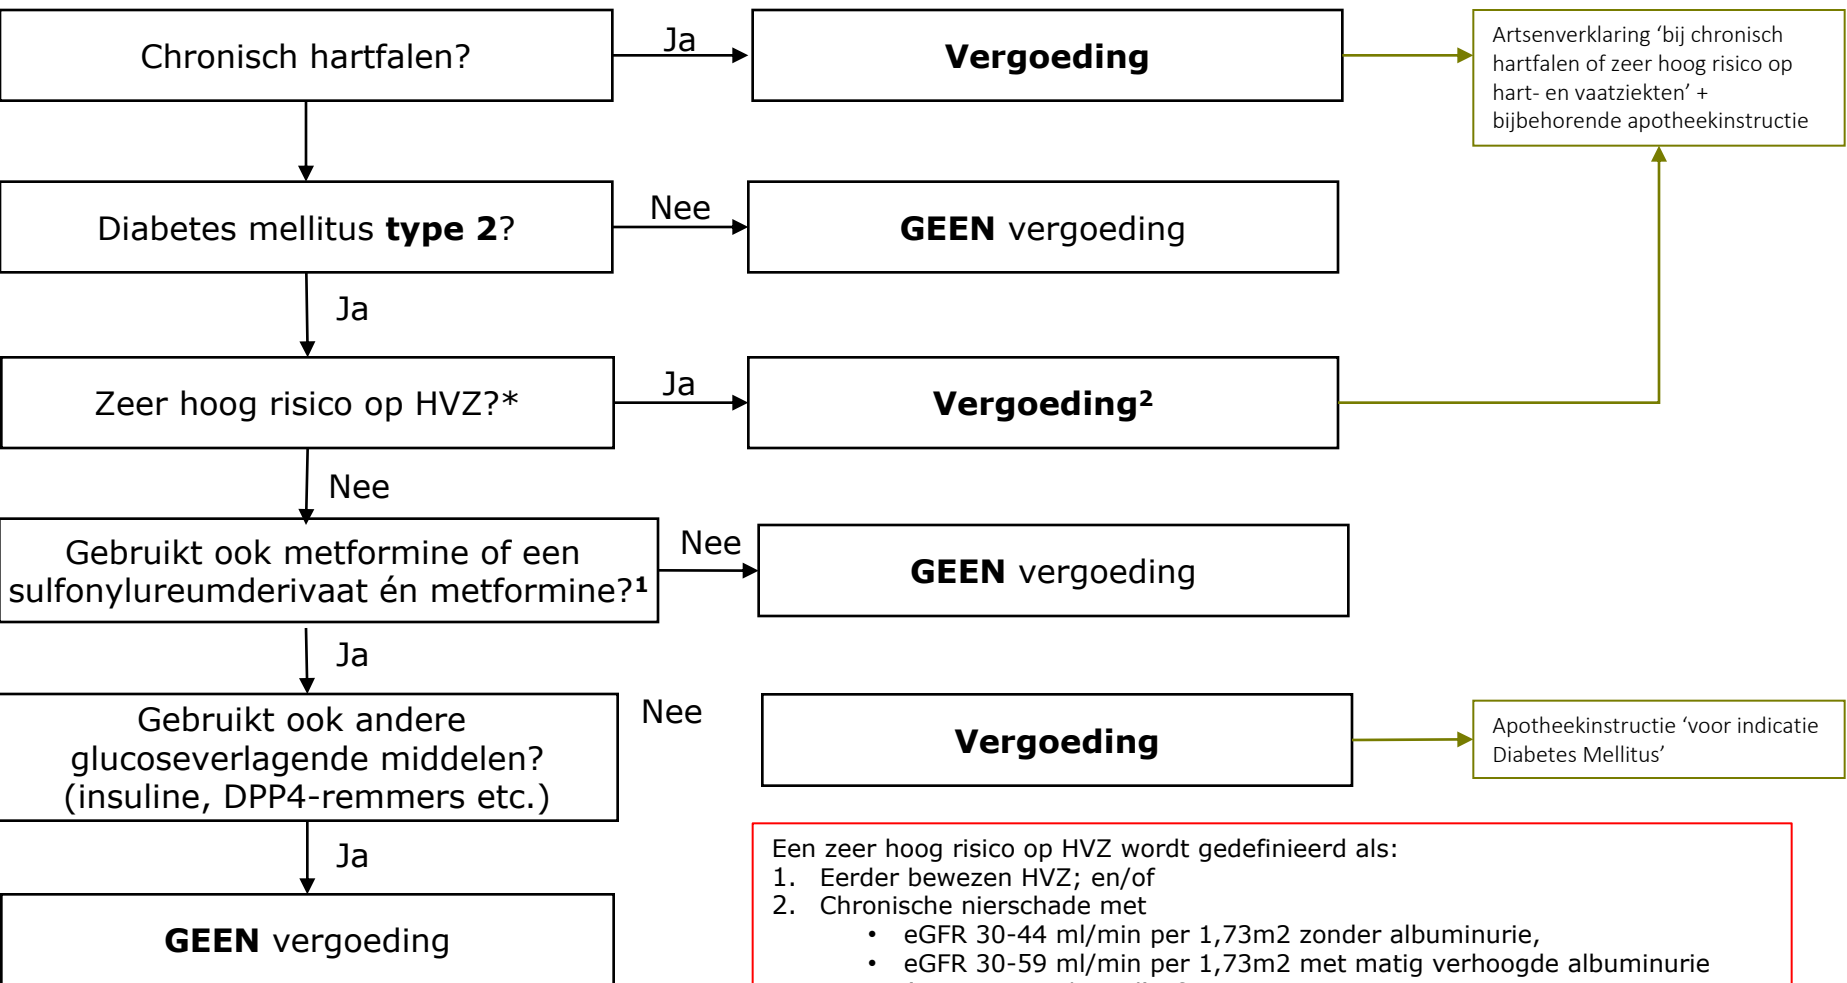 Chronisch hartfalen?
Ja
Vergoeding
Artsenverklaring ‘bij chronisch
hartfalen of zeer hoog risico op
hart- en vaatziekten’ +
bijbehorende apotheekinstructie
Diabetes mellitus type 2?
Nee
GEEN vergoeding
Ja
Zeer hoog risico op HVZ?*
Ja
Vergoeding²
Nee
Gebruikt ook metformine of een
sulfonylureumderivaat én metformine?¹
Nee
GEEN vergoeding
Ja
Gebruikt ook andere
glucoseverlagende middelen?
(insuline, DPP4-remmers etc.)
Nee
Vergoeding
Apotheekinstructie ‘voor indicatie
Diabetes Mellitus’
Ja
GEEN vergoeding
Een zeer hoog risico op HVZ wordt gedefinieerd als:
1. Eerder bewezen HVZ; en/of
2. Chronische nierschade met
• eGFR 30-44 ml/min per 1,73m2 zonder albuminurie,
• eGFR 30-59 ml/min per 1,73m2 met matig verhoogde albuminurie